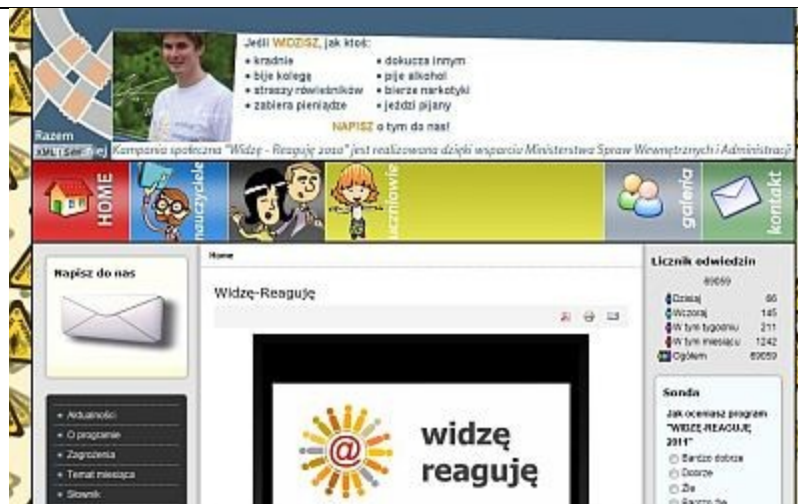 Jeśli WIDZISZ, jak ktoś:
• kradnie
• bije kolegę
• straszy rówieśników
• zabiera pieniądze
• dokucza innym
• pije alkohol
• bierze narkotyki
• jeździ pijany
NAPISZ o tym do nas!
Razem
Kampania społeczna "Widzę - Reaguję 2010" jest realizowana dzięki wsparciu Ministerstwa Spraw Wewnętrznych i Administracji
HOME
nauczyciele
uczniowie
galeria
kontakt
Napisz do nas
+ Aktualności
+ O programie
+ Zagrożenia
+ Temat miesiąca
+ Słownik
Home
Widzę-Reaguję
@
widzę
reaguję
Licznik odwiedzin
69059
Dzisiaj 66
Wczoraj 145
W tym tygodniu 211
W tym miesiącu 1242
Ogółem 69059
Sonda
Jak oceniasz program
"WIDZĘ-REAGUJĘ
2011"
Bardzo dobrze
Dobrze
Źle